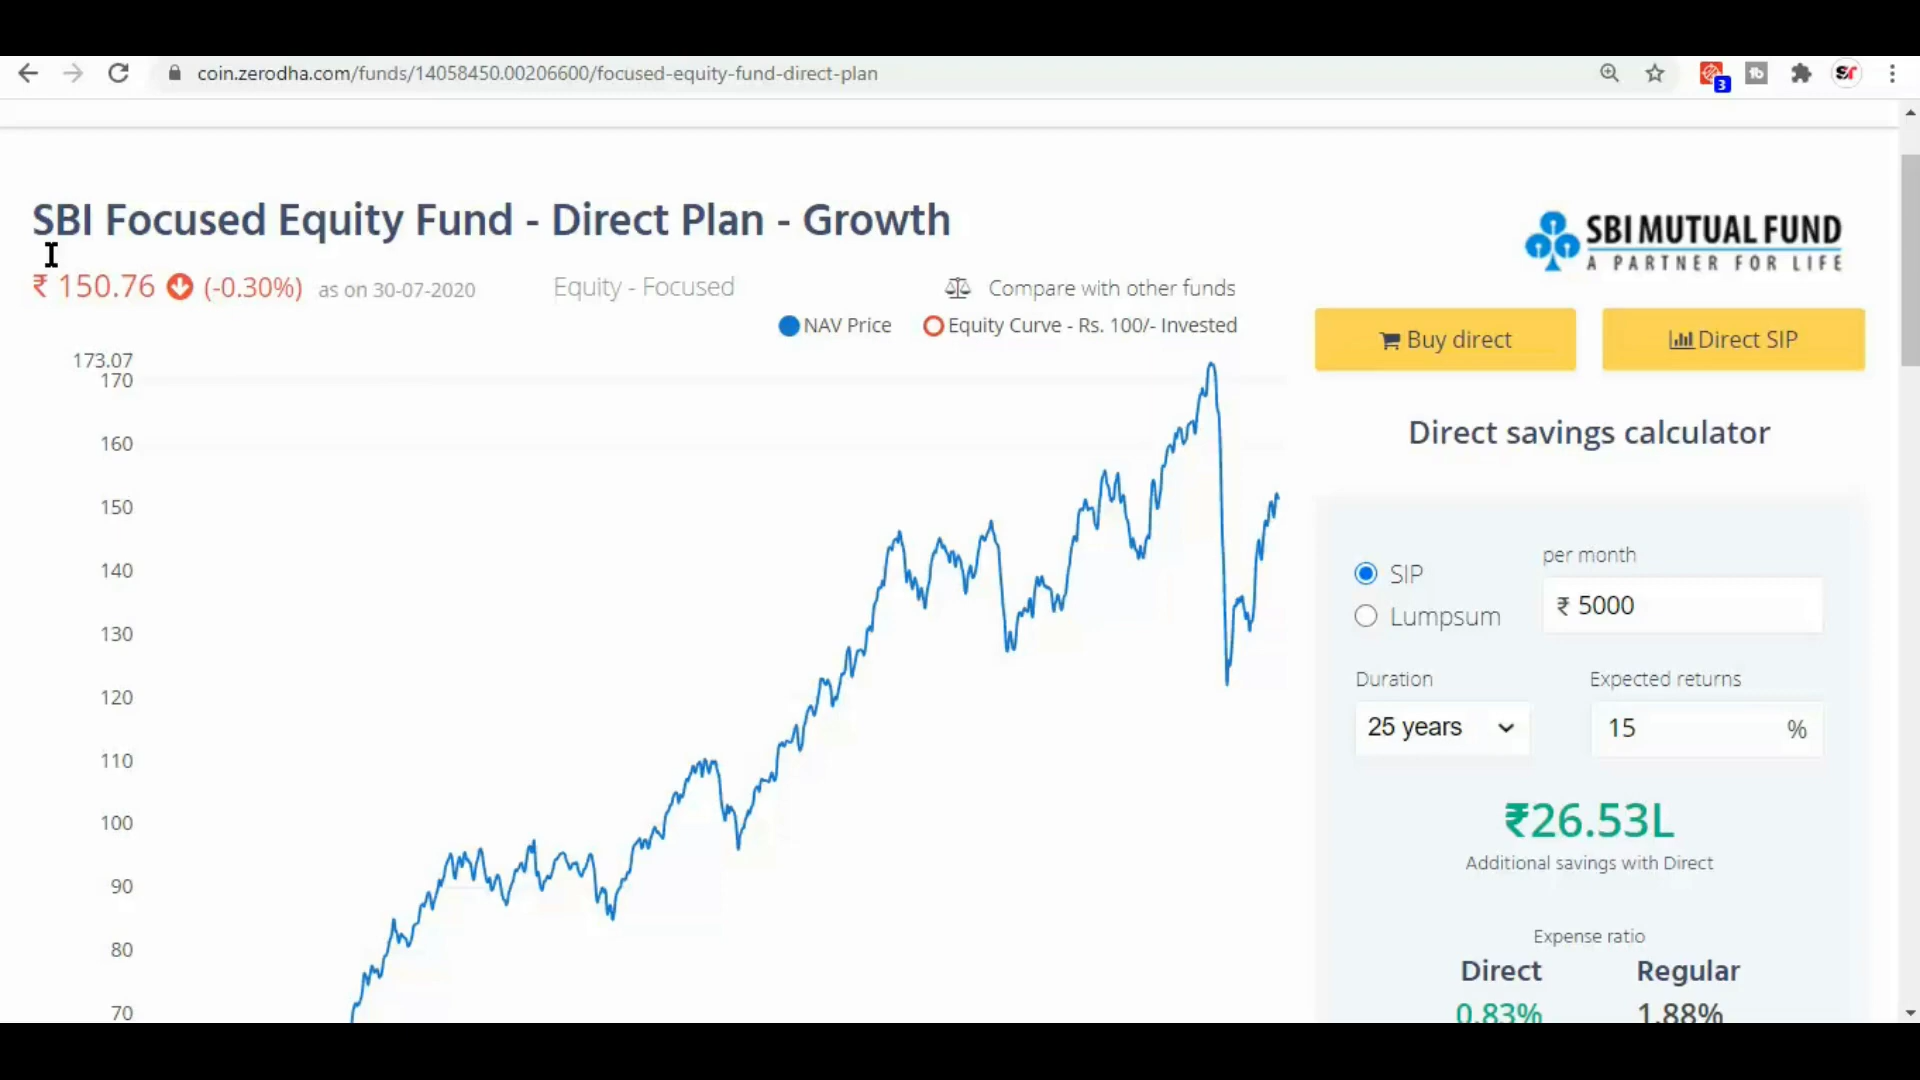 coin.zerodha.com/funds/14058450.00206600/focused-equity-fund-direct-plan
3
SBI Focused Equity Fund - Direct Plan - Growth
₹ 150.76 (-0.30%) as on 30-07-2020
Equity - Focused
Compare with other funds
NAV Price
Equity Curve - Rs. 100/- Invested
173.07
170
160
150
140
130
120
110
100
90
80
70
SBI MUTUAL FUND
A PARTNER FOR LIFE
Buy direct
Direct SIP
Direct savings calculator
SIP
Lumpsum
per month
₹ 5000
Duration
25 years
Expected returns
15 %
₹26.53L
Additional savings with Direct
Expense ratio
Direct Regular
0.83% 1.88%